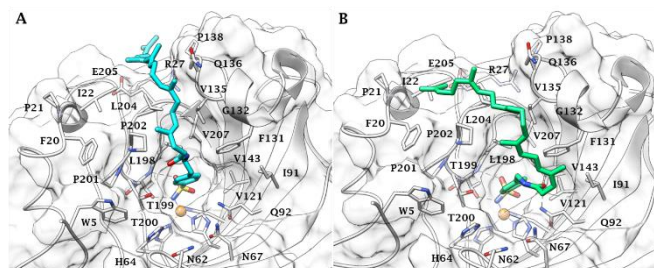 A
P138
E205
R27
Q136
I22
P21
L204
V135
G132
F20
P202
V207
F131
L198
V143
P201
I91
T199
V121
W5
T200
Q92
N67
H64
N62
B
P138
E205
R27
Q136
I22
P21
V135
L204
G132
F20
P202
V207
F131
P201
T199
L198
V143
I91
V121
W5
T200
Q92
N67
H64
N62